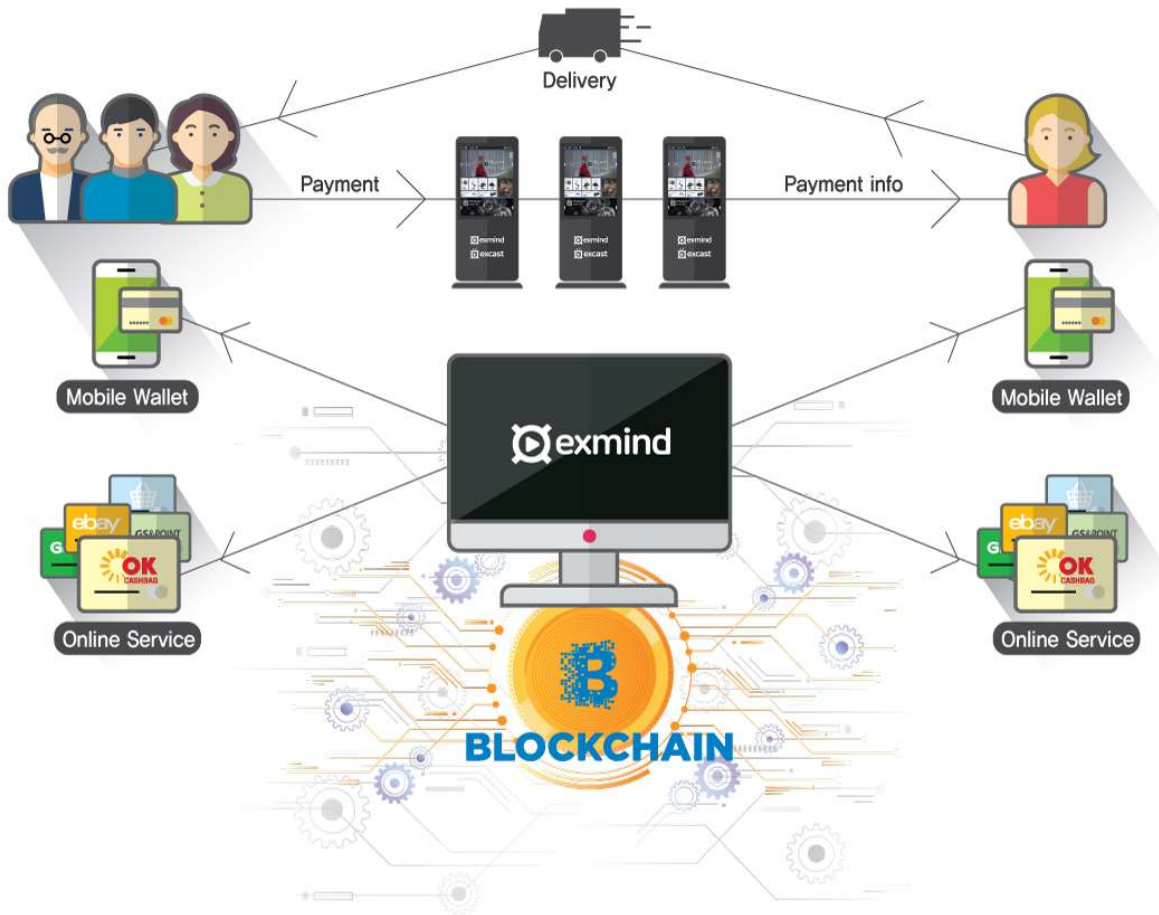 Delivery
Payment
Payment info
exmind
excast
exmind
excast
exmind
excast
Mobile Wallet
Mobile Wallet
exmind
ebay
GS&POINT
G
OK
CASHBAG
Online Service
ebay
GS&POINT
G
OK
CASHBAG
Online Service
B
BLOCKCHAIN